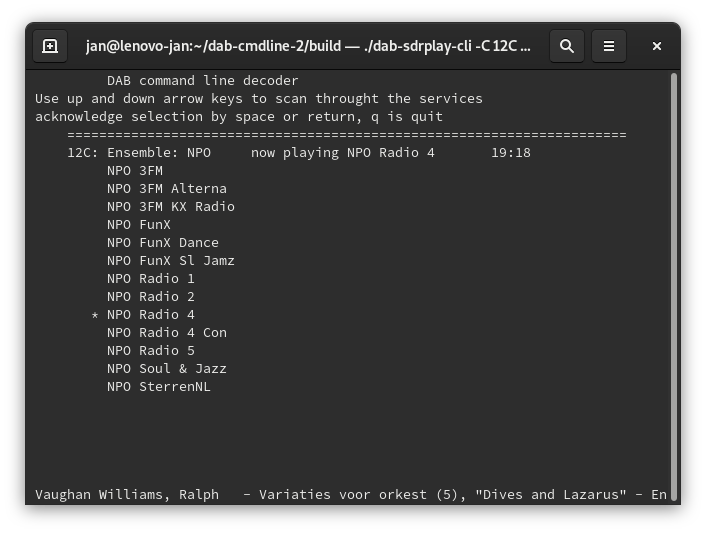 jan@lenovo-jan:~/dab-cmdline-2/build — ./dab-sdrplay-cli -C 12C ...
DAB command line decoder
Use up and down arrow keys to scan throught the services
acknowledge selection by space or return, q is quit
======================================================================
12C: Ensemble: NPO     now playing NPO Radio 4       19:18
NPO 3FM
NPO 3FM Alterna
NPO 3FM KX Radio
NPO FunX
NPO FunX Dance
NPO FunX Sl Jamz
NPO Radio 1
NPO Radio 2
* NPO Radio 4
NPO Radio 4 Con
NPO Radio 5
NPO Soul & Jazz
NPO SterrenNL
Vaughan Williams, Ralph   - Variaties voor orkest (5), "Dives and Lazarus" - En